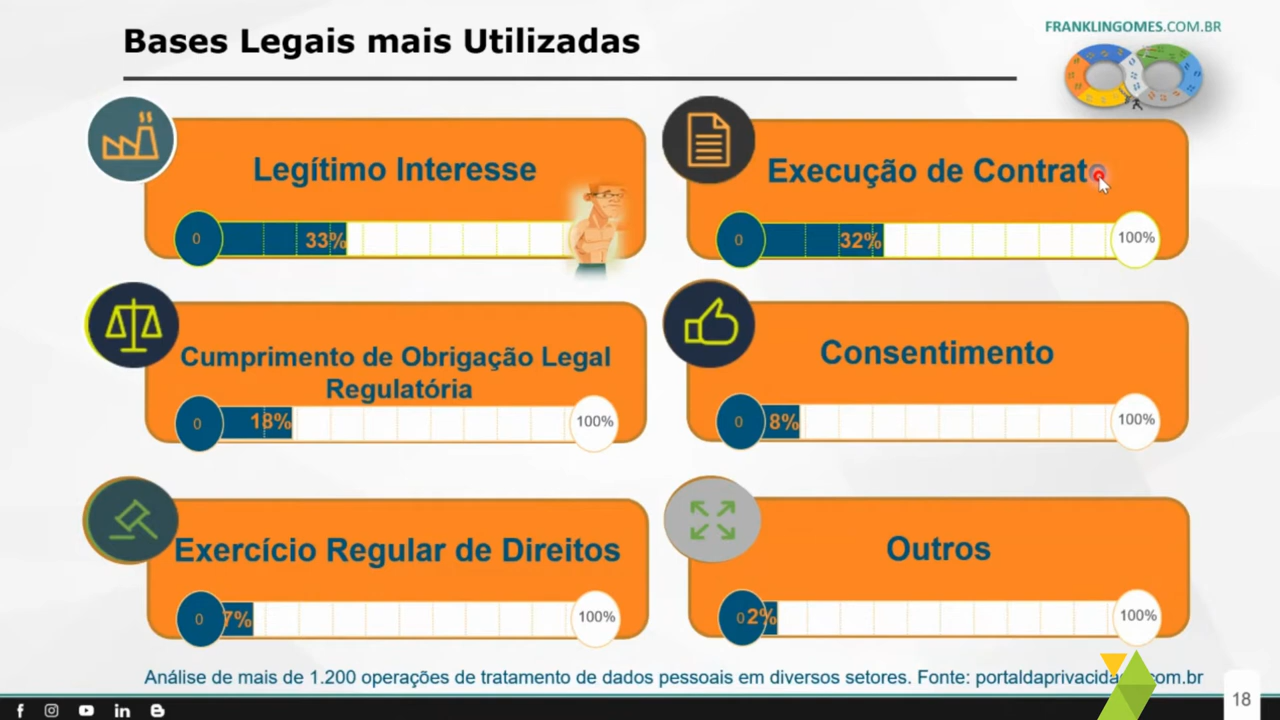 Bases Legais mais Utilizadas
FRANKLINGOMES.COM.BR
Legítimo Interesse
0
33%
Execução de Contrato
0
32%
100%
Cumprimento de Obrigação Legal
Regulatória
0
18%
100%
Consentimento
0
8%
100%
Exercício Regular de Direitos
0
7%
100%
Outros
0
2%
100%
Análise de mais de 1.200 operações de tratamento de dados pessoais em diversos setores. Fonte: portaldaprivacidade.com.br
18